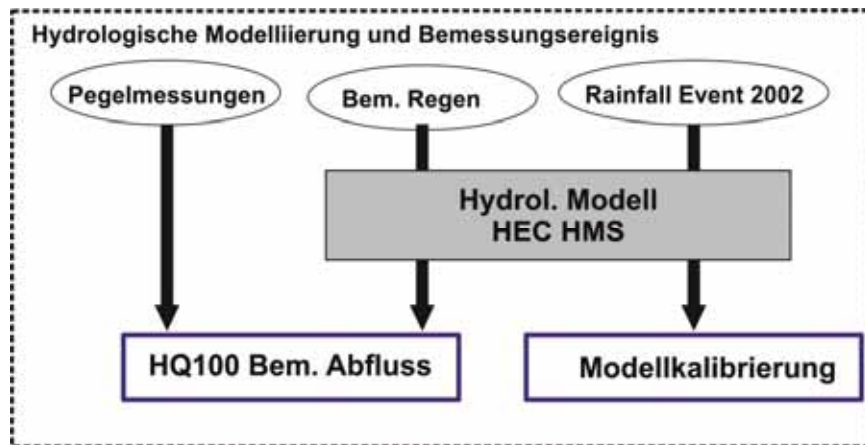 Hydrologische Modelliierung und Bemessungsereignis
Pegelmessungen
Bem. Regen
Rainfall Event 2002
Hydrol. Modell
HEC HMS
HQ100 Bem. Abfluss
Modellkalibrierung